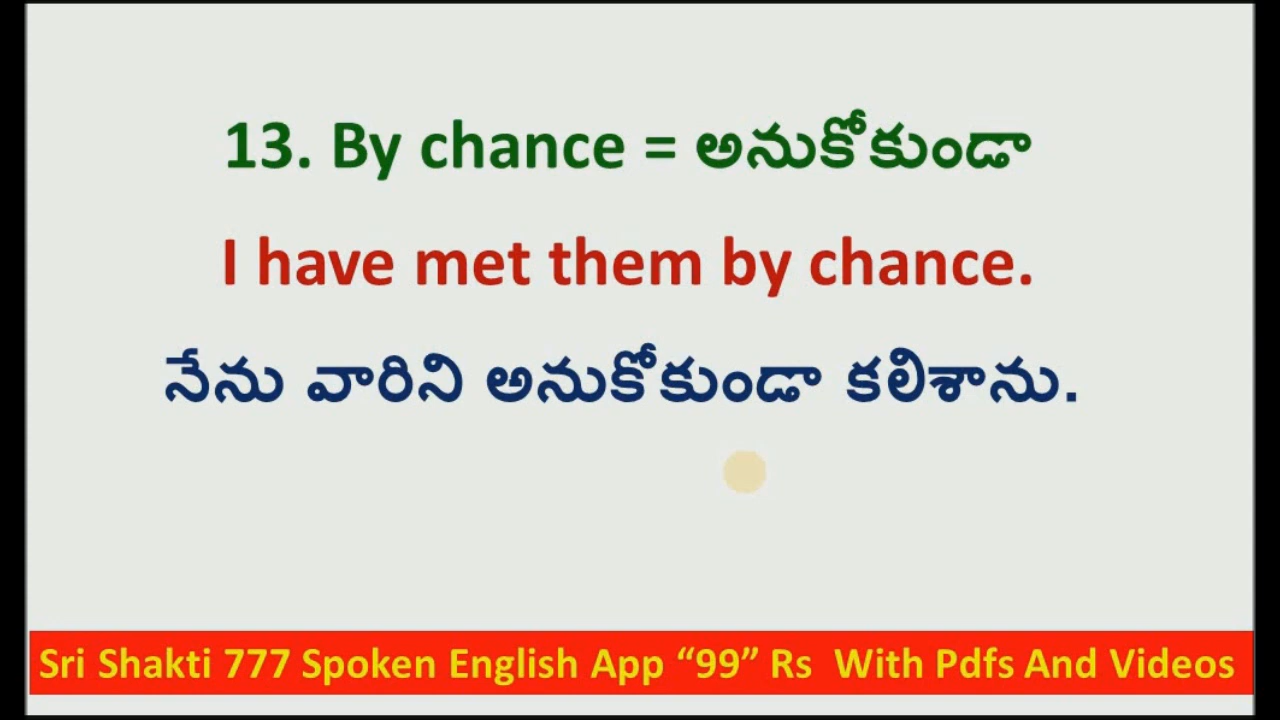 13. By chance = అనుకోకుండా
I have met them by chance.
నేను వారిని అనుకోకుండా కలిశాను.
Sri Shakti 777 Spoken English App “99” Rs With Pdfs And Videos